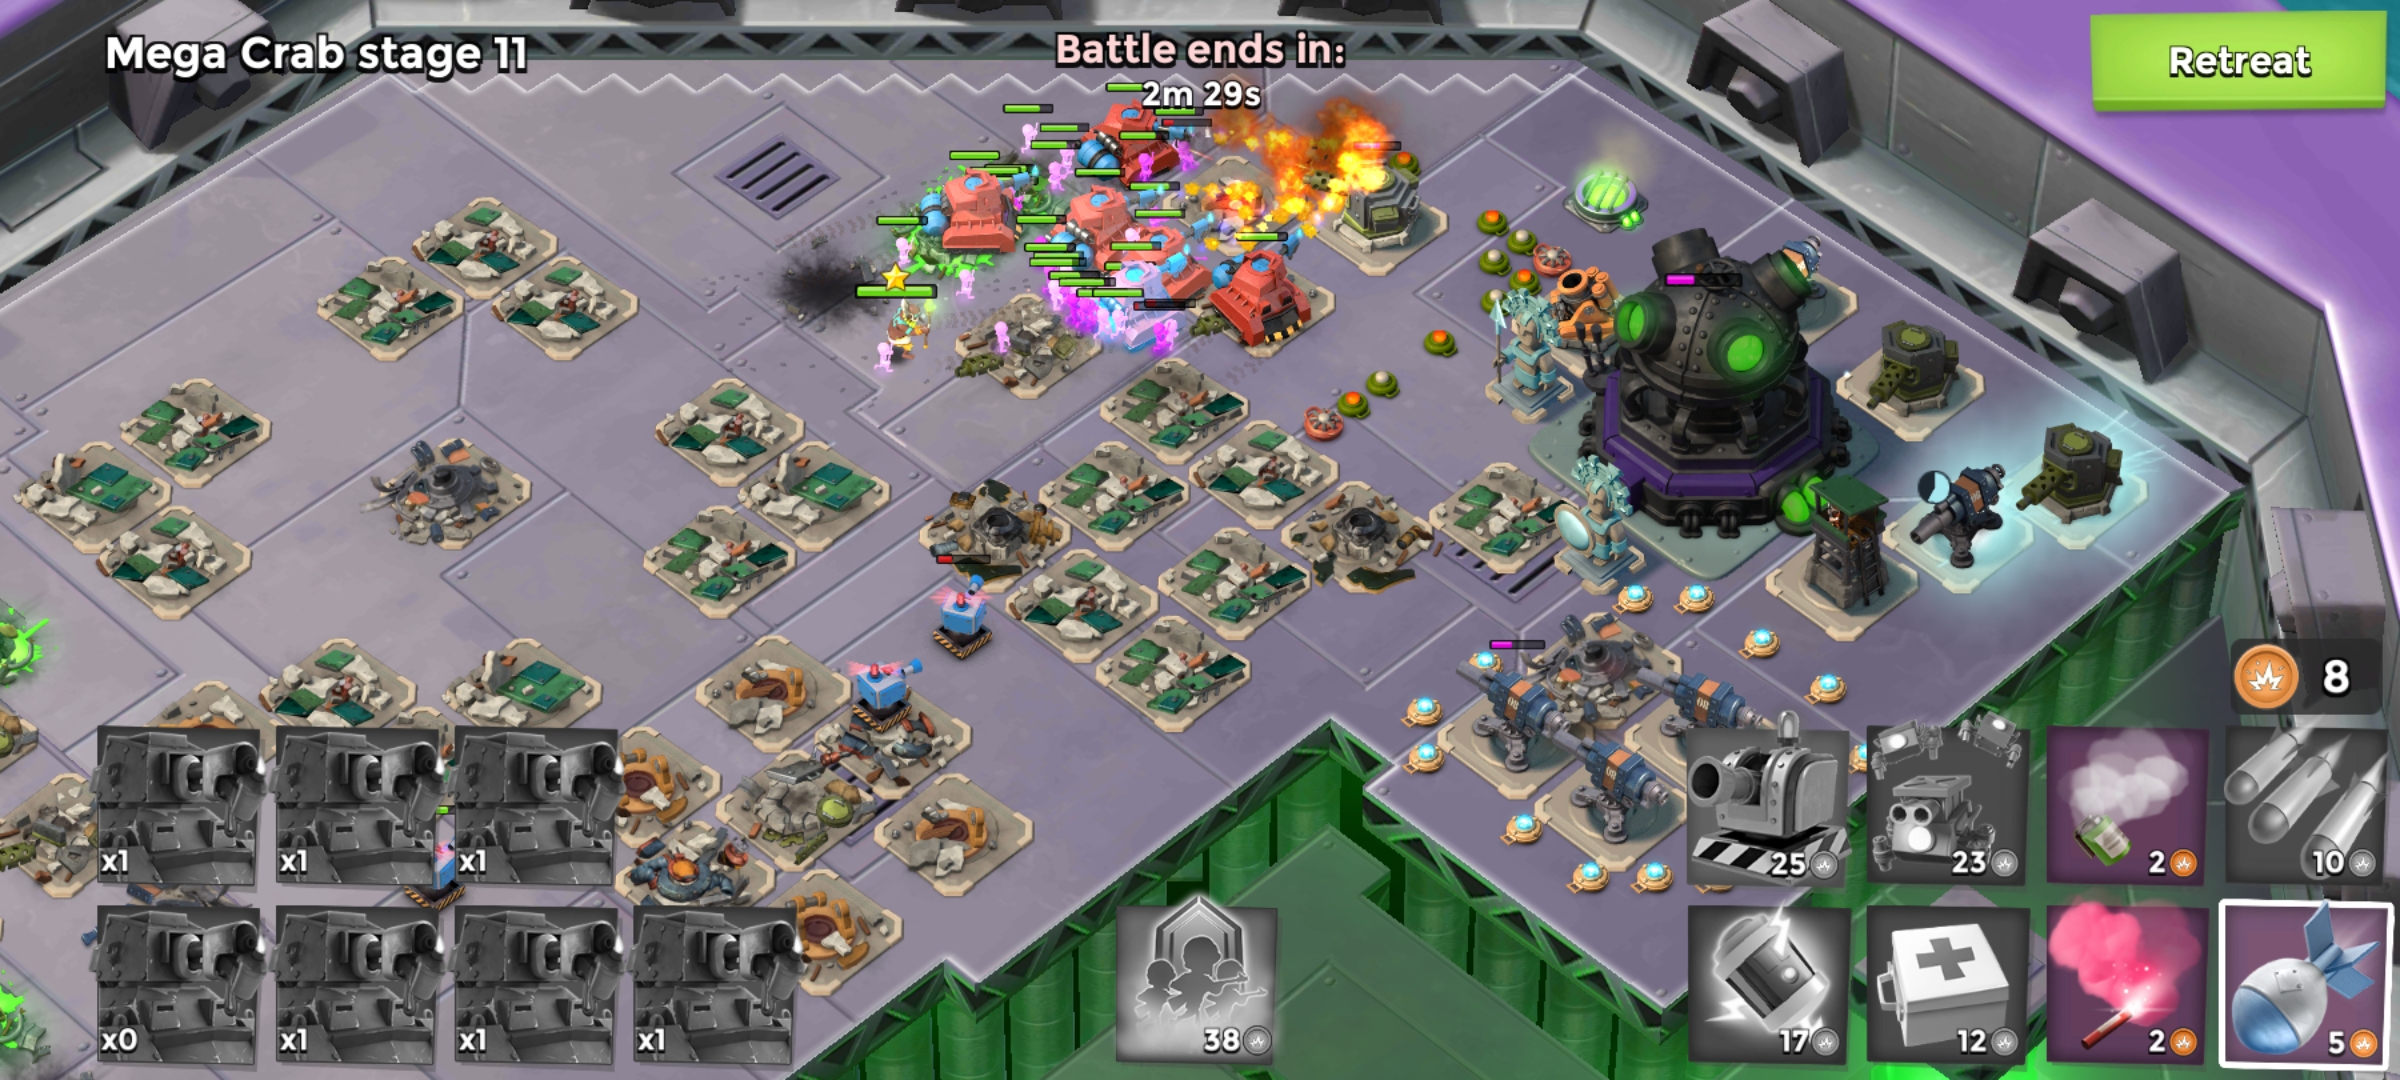 Mega Crab stage 11
Battle ends in:
2m 29s
Retreat
8
x1
x1
x1
25
23
2
10
x0
x1
x1
x1
38
17
12
2
5